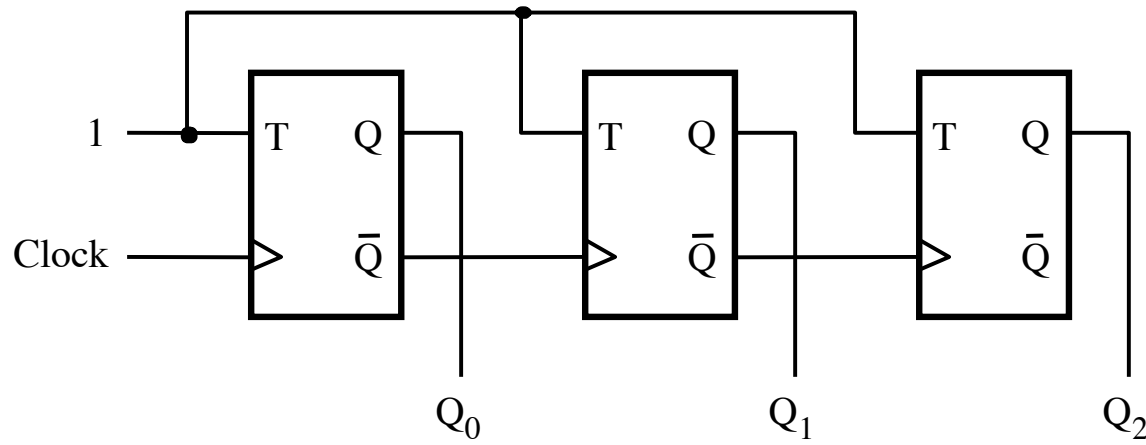 1 T Q T Q T Q
Clock Q̅ Q̅ Q̅
Q₀ Q₁ Q₂